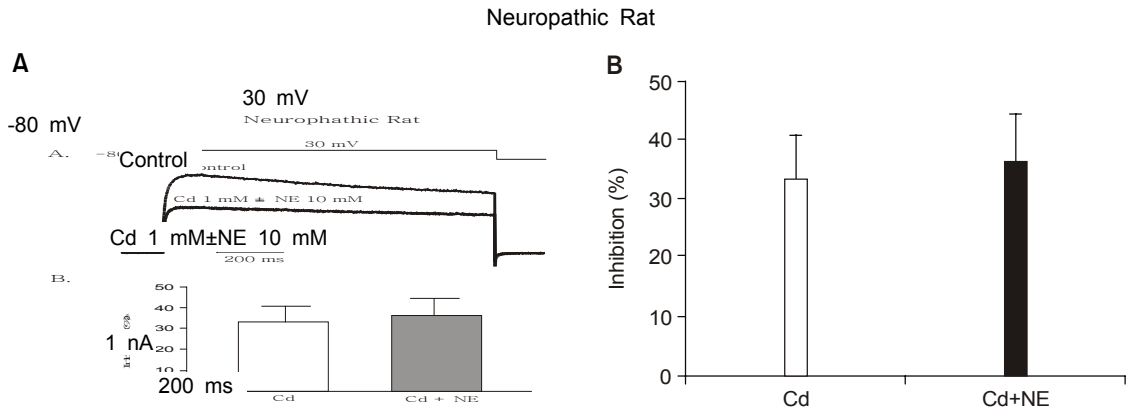 Neuropathic Rat
A
30 mV
-80 mV
Neurophathic Rat
A.
30 mV
Control
ontrol
Cd 1 mM ± NE 10 mM
Cd 1 mM±NE 10 mM
200 ms
B.
50
40
30
20
10
1 nA
200 ms
Cd
Cd + NE
B
Inhibition (%)
50
40
30
20
10
0
Cd
Cd+NE